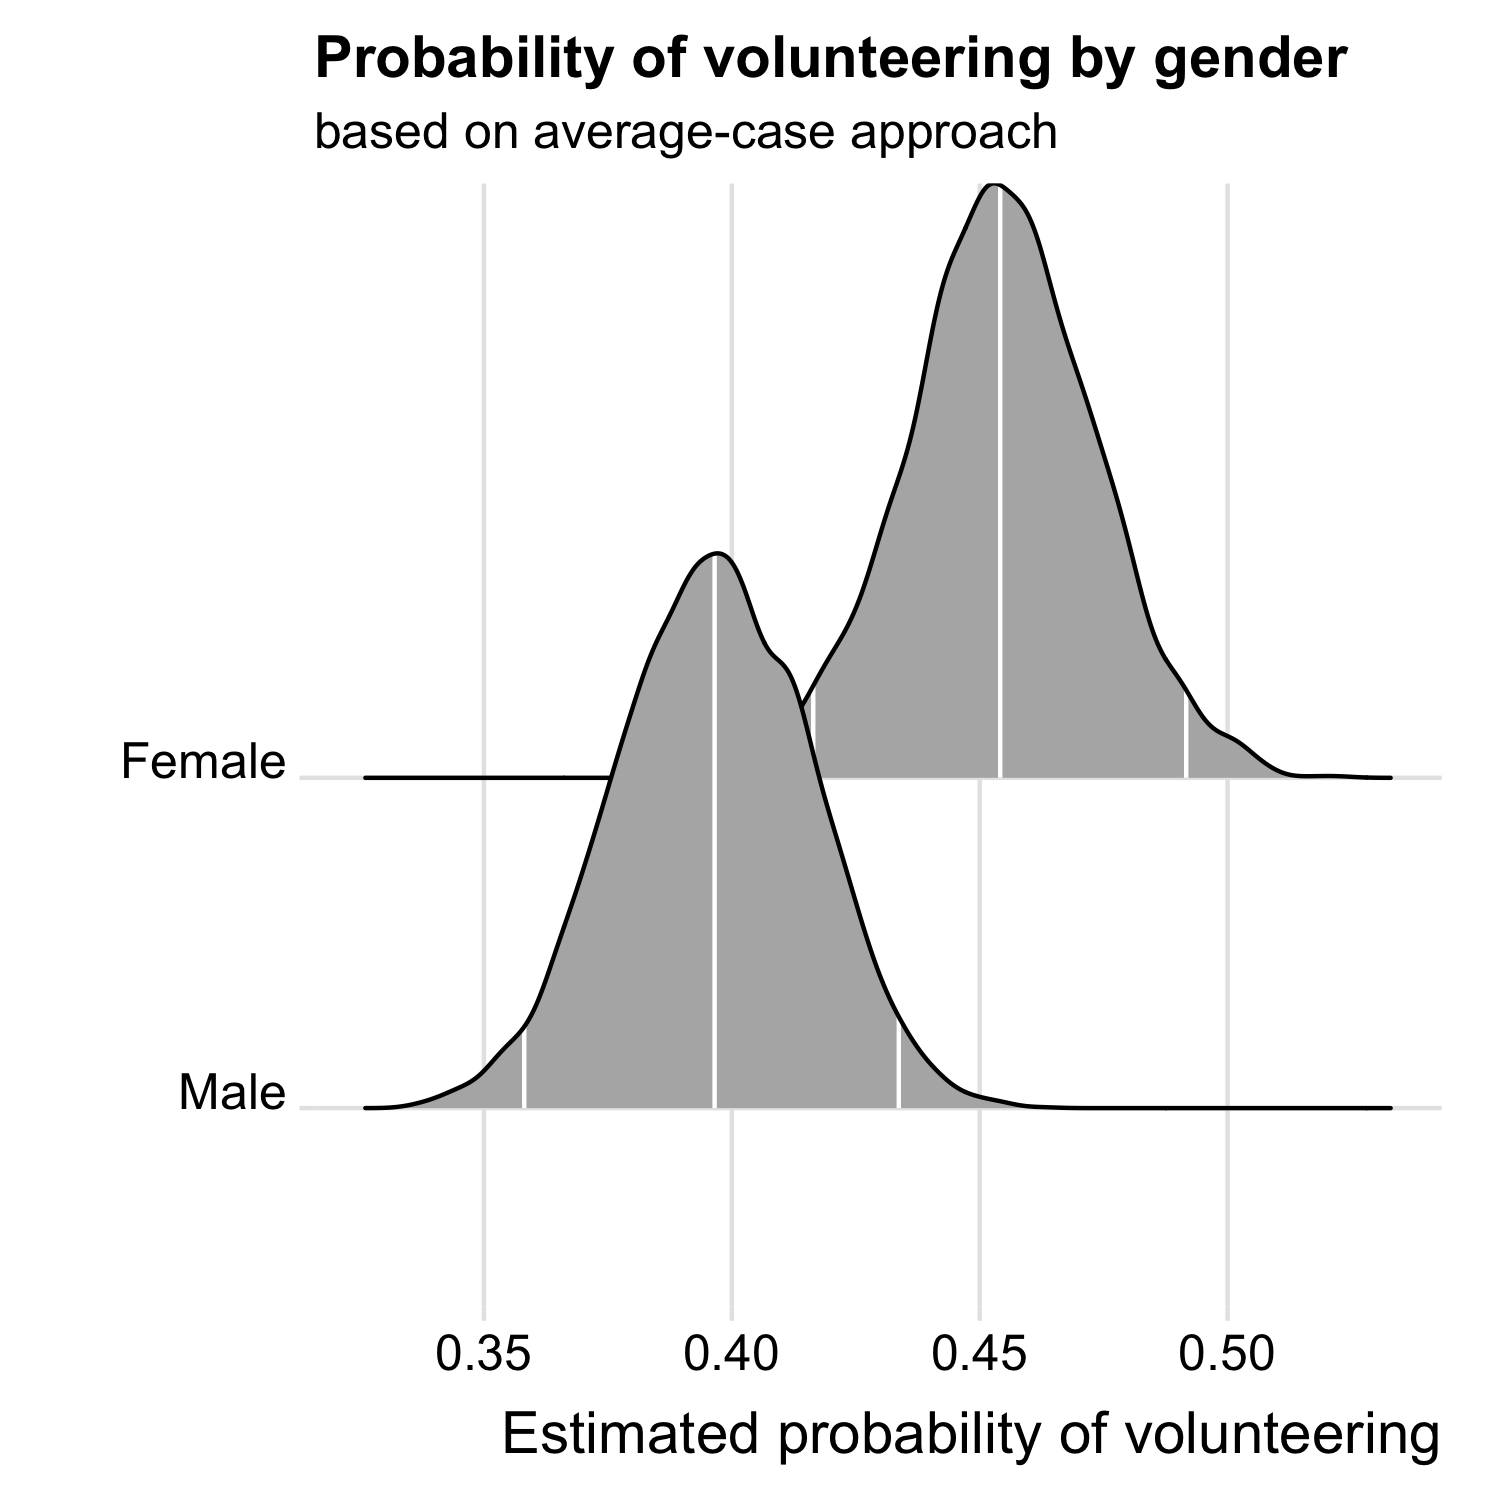 Probability of volunteering by gender
based on average-case approach
Female
Male
0.35 0.40 0.45 0.50
Estimated probability of volunteering